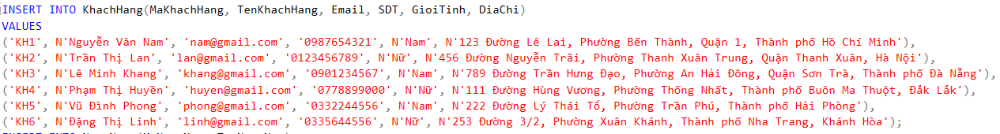 INSERT INTO KhachHang(MaKhachHang, TenKhachHang, Email, SDT, GioiTinh, DiaChi)
VALUES
('KH1', N'Nguyễn Văn Nam', 'nam@gmail.com', '0987654321', N'Nam', N'123 Đường Lê Lai, Phường Bến Thành, Quận 1, Thành phố Hồ Chí Minh'),
('KH2', N'Trần Thị Lan', 'lan@gmail.com', '0123456789', N'Nữ', N'456 Đường Nguyễn Trãi, Phường Thanh Xuân Trung, Quận Thanh Xuân, Hà Nội'),
('KH3', N'Lê Minh Khang', 'khang@gmail.com', '0901234567', N'Nam', N'789 Đường Trần Hưng Đạo, Phường An Hải Đông, Quận Sơn Trà, Thành phố Đà Nẵng'),
('KH4', N'Phạm Thị Huyền', 'huyen@gmail.com', '0778899000', N'Nữ', N'111 Đường Hùng Vương, Phường Thống Nhất, Thành phố Buôn Ma Thuột, Đắk Lắk'),
('KH5', N'Vũ Đình Phong', 'phong@gmail.com', '0332244556', N'Nam', N'222 Đường Lý Thái Tổ, Phường Trần Phú, Thành phố Hải Phòng'),
('KH6', N'Đặng Thị Linh', 'linh@gmail.com', '0335644556', N'Nữ', N'253 Đường 3/2, Phường Xuân Khánh, Thành phố Nha Trang, Khánh Hòa');
INSERT INTO